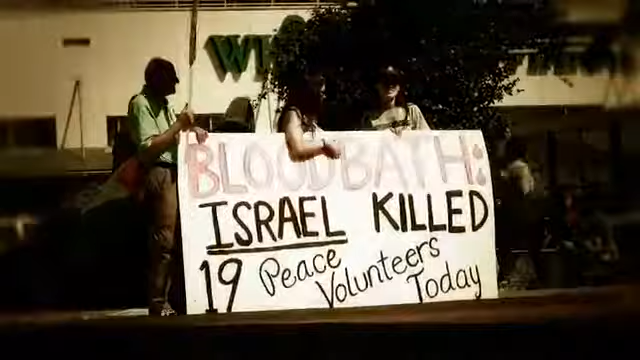 BLOODBATH:
ISRAEL KILLED
19 Peace
Volunteers
Today